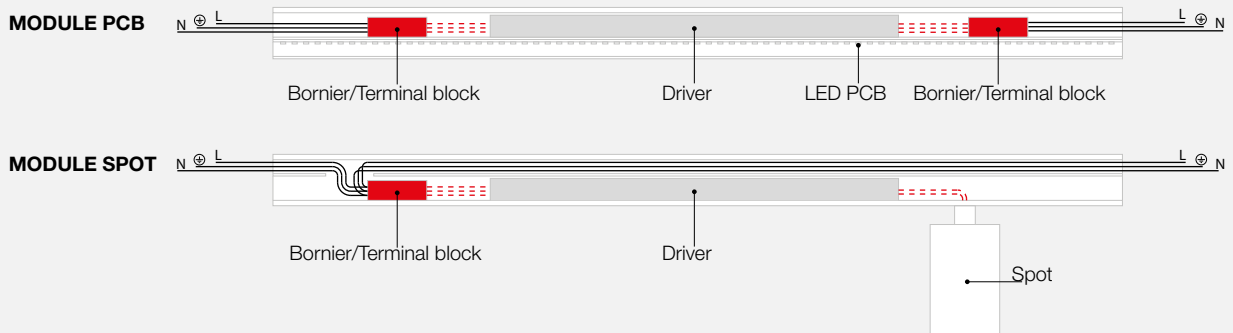 MODULE PCB N ⏚ L L ⏚ N
Bornier/Terminal block Driver LED PCB Bornier/Terminal block
MODULE SPOT N ⏚ L L ⏚ N
Bornier/Terminal block Driver
Spot